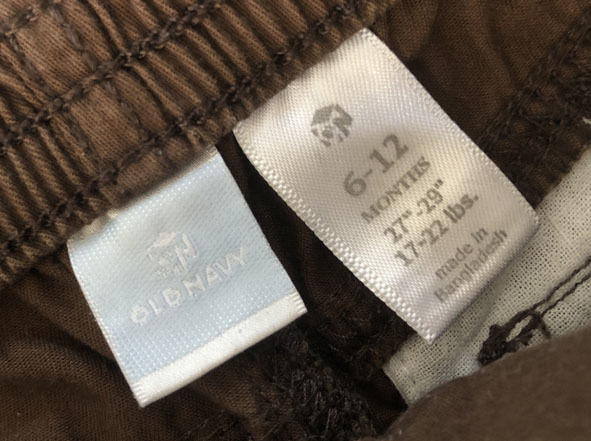 OLD NAVY
6-12
MONTHS
27"-29"
17-22 lbs.
made in
Bangladesh